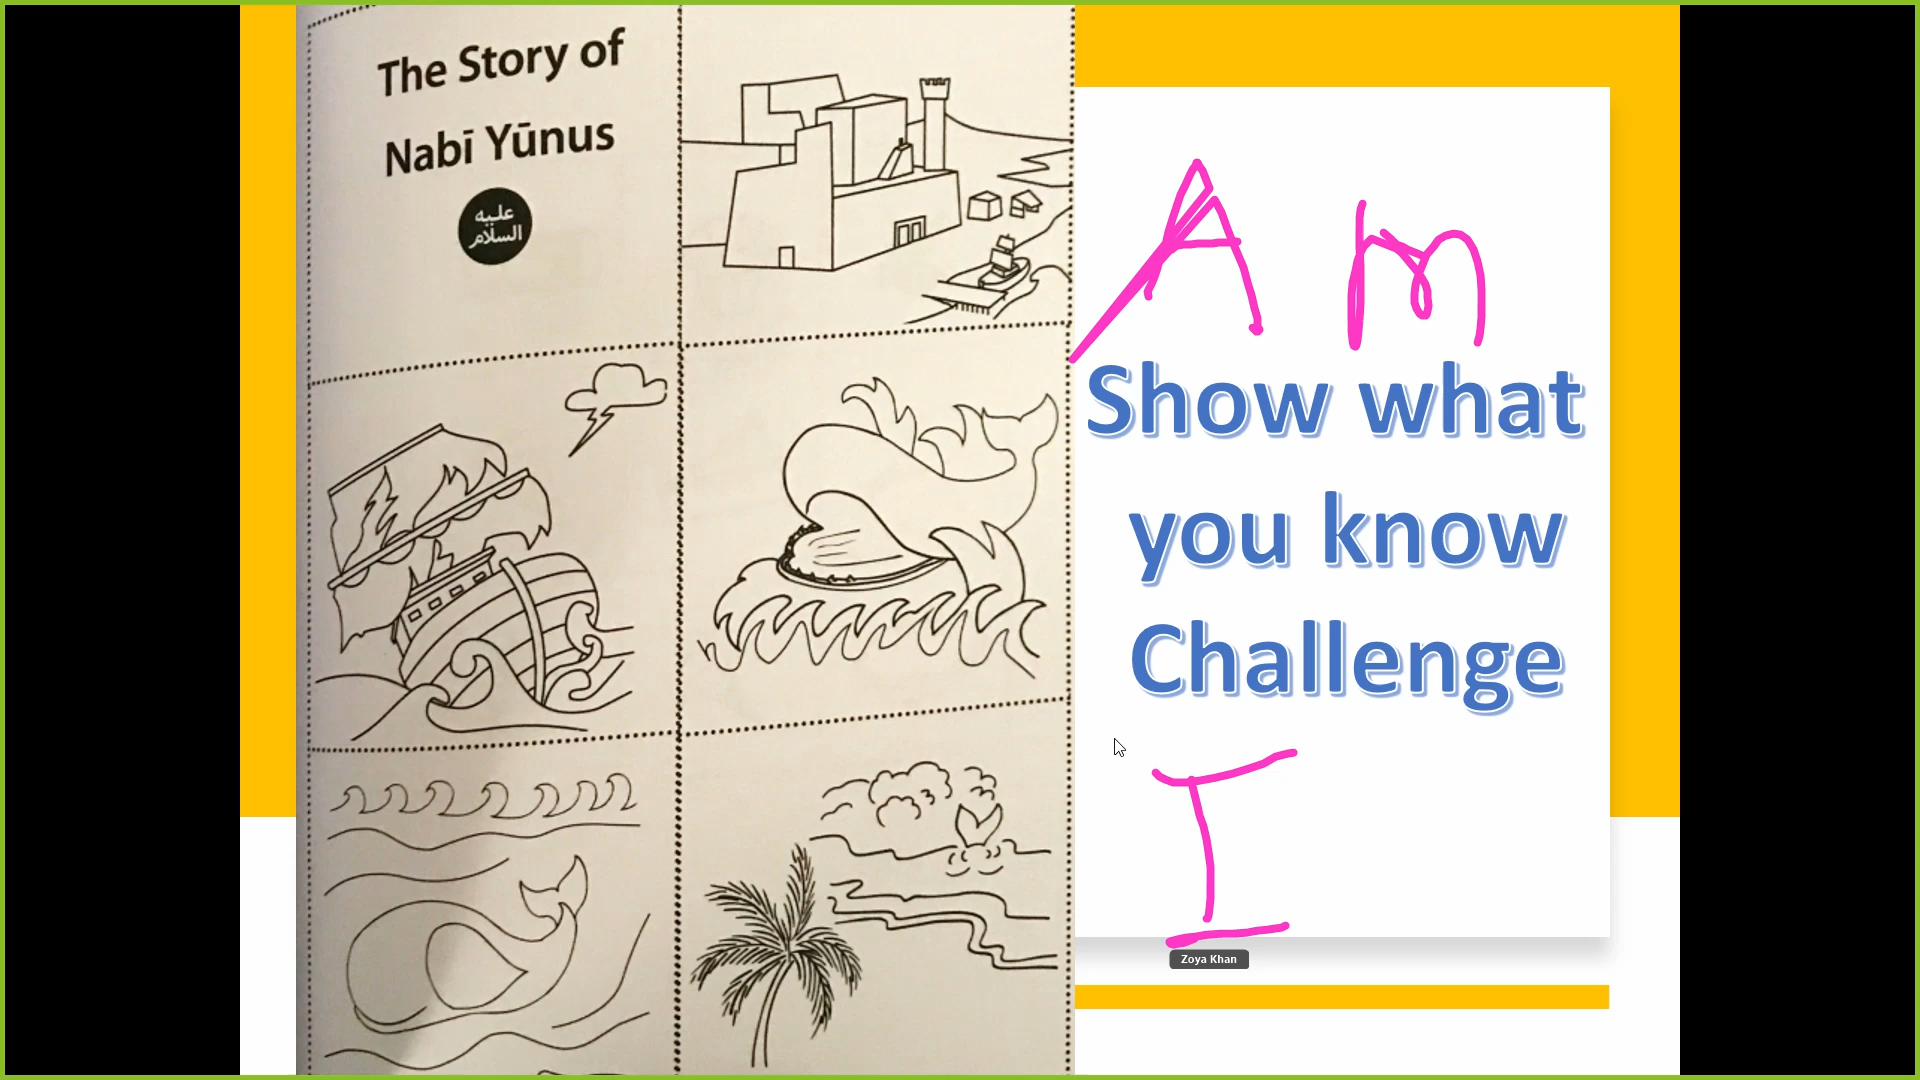 The Story of
Nabī Yūnus
عليه
السلام
A m
Show what
you know
Challenge
I
Zoya Khan